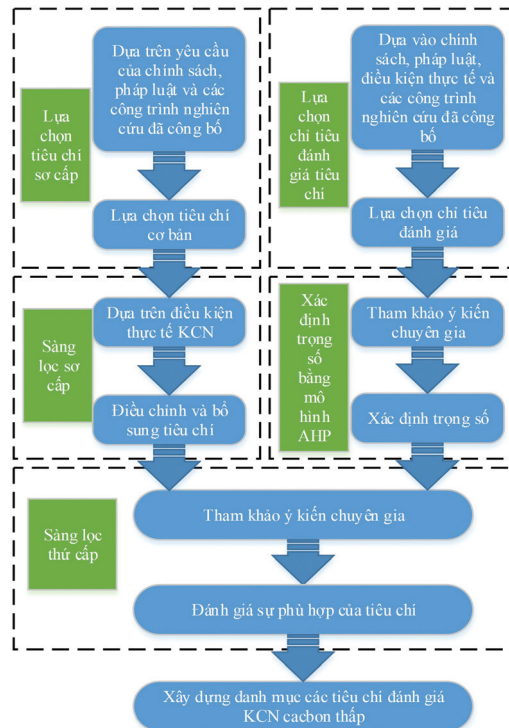 Lựa
chọn
tiêu chí
sơ cấp
Dựa trên yêu cầu
của chính sách,
pháp luật và các
công trình nghiên
cứu đã công bố
Lựa chọn tiêu chí
cơ bản
Lựa
chọn
chỉ tiêu
đánh
giá tiêu
chí
Dựa vào chính
sách, pháp luật,
điều kiện thực tế và
các công trình
nghiên cứu đã công
bố
Lựa chọn chỉ tiêu
đánh giá
Sàng
lọc sơ
cấp
Dựa trên điều kiện
thực tế KCN
Điều chỉnh và bổ
sung tiêu chí
Xác
định
trọng
số
bằng
mô
hình
AHP
Tham khảo ý kiến
chuyên gia
Xác định trọng số
Sàng lọc
thứ cấp
Tham khảo ý kiến chuyên gia
Đánh giá sự phù hợp của tiêu chí
Xây dựng danh mục các tiêu chí đánh giá
KCN cacbon thấp